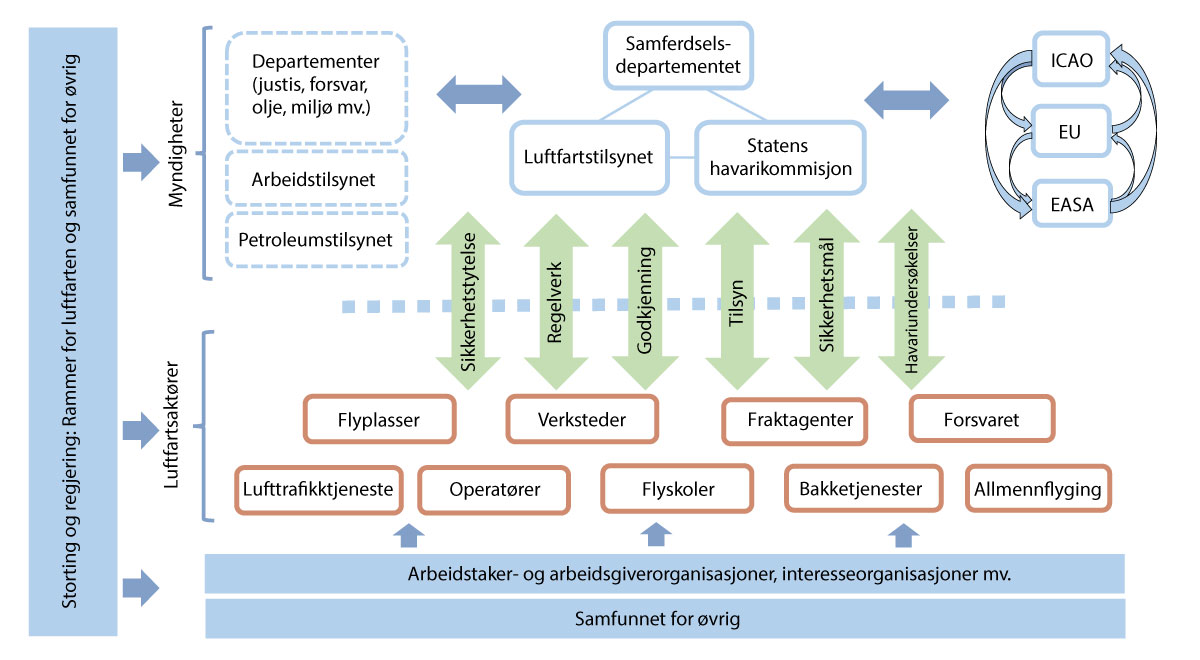 Storting og regjering: Rammer for luftfarten og samfunnet for øvrig
Myndigheter
Departementer
(justis, forsvar,
olje, miljø mv.)
Arbeidstilsynet
Petroleumstilsynet
Samferdsels-
departementet
Luftfartstilsynet
Statens
havarikommisjon
ICAO
EU
EASA
Sikkerhetstytelse
Regelverk
Godkjenning
Tilsyn
Sikkerhetsmål
Havariundersøkelser
Luftfartsaktører
Flyplasser
Verksteder
Fraktagenter
Forsvaret
Lufttrafikktjeneste
Operatører
Flyskoler
Bakketjenester
Allmennflyging
Arbeidstaker- og arbeidsgiverorganisasjoner, interesseorganisasjoner mv.
Samfunnet for øvrig